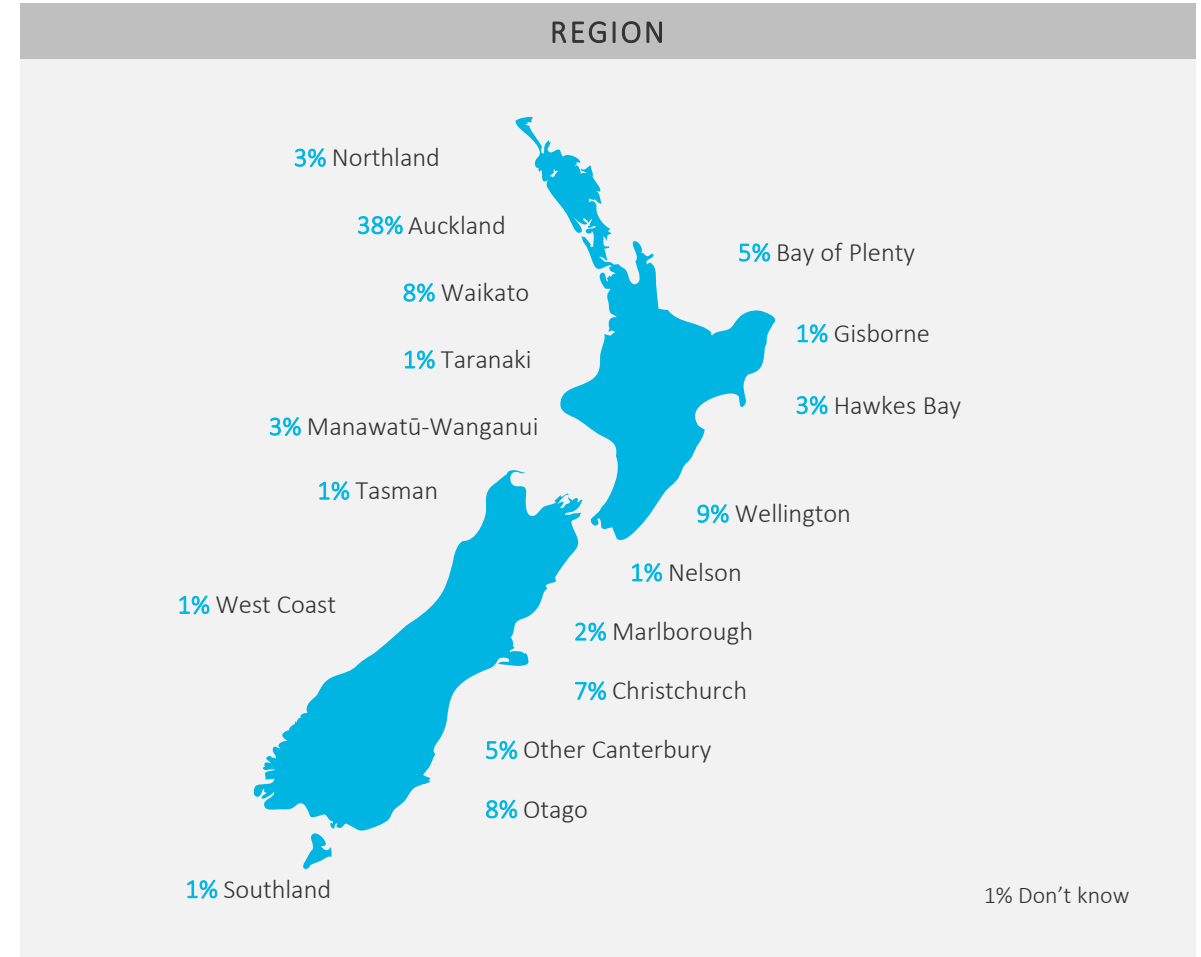 REGION
3% Northland
38% Auckland
5% Bay of Plenty
8% Waikato
1% Gisborne
1% Taranaki
3% Hawkes Bay
3% Manawatū-Wanganui
1% Tasman
9% Wellington
1% Nelson
1% West Coast
2% Marlborough
7% Christchurch
5% Other Canterbury
8% Otago
1% Southland
1% Don’t know